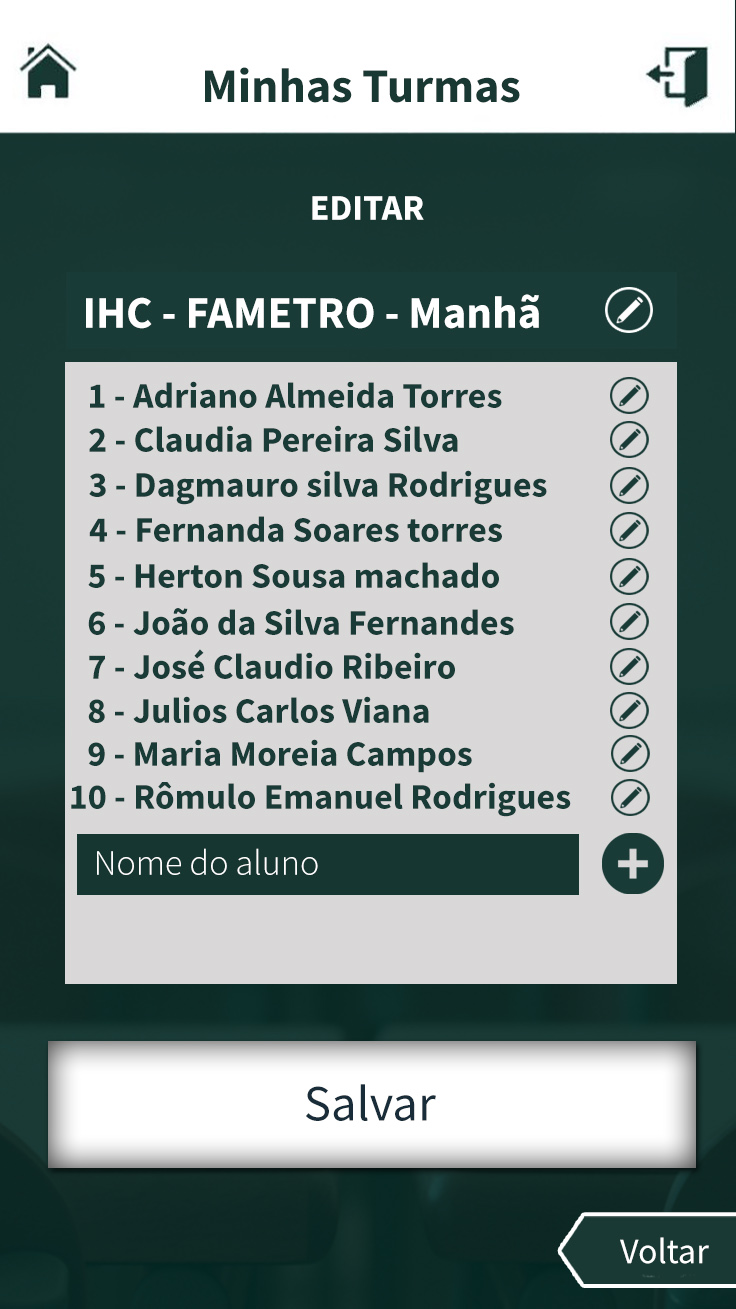 Minhas Turmas
EDITAR
IHC - FAMETRO - Manhã
1 - Adriano Almeida Torres
2 - Claudia Pereira Silva
3 - Dagmauro silva Rodrigues
4 - Fernanda Soares torres
5 - Herton Sousa machado
6 - João da Silva Fernandes
7 - José Claudio Ribeiro
8 - Julios Carlos Viana
9 - Maria Moreia Campos
10 - Rômulo Emanuel Rodrigues
Nome do aluno
Salvar
Voltar